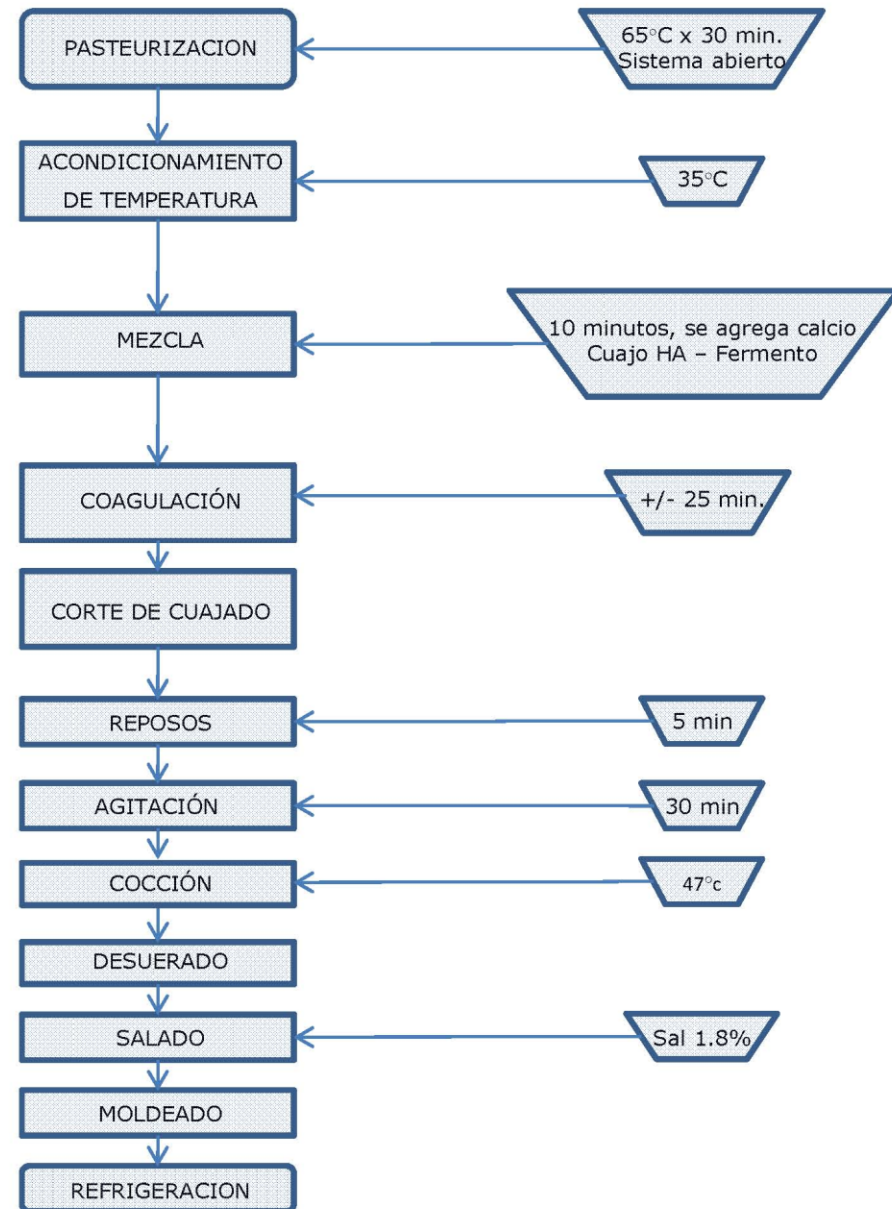 PASTEURIZACION
65°C x 30 min.
Sistema abierto
ACONDICIONAMIENTO
DE TEMPERATURA
35°C
MEZCLA
10 minutos, se agrega calcio
Cuajo HA – Fermento
COAGULACIÓN
+/- 25 min.
CORTE DE CUAJADO
REPOSOS
5 min
AGITACIÓN
30 min
COCCIÓN
47°c
DESUERADO
SALADO
Sal 1.8%
MOLDEADO
REFRIGERACION